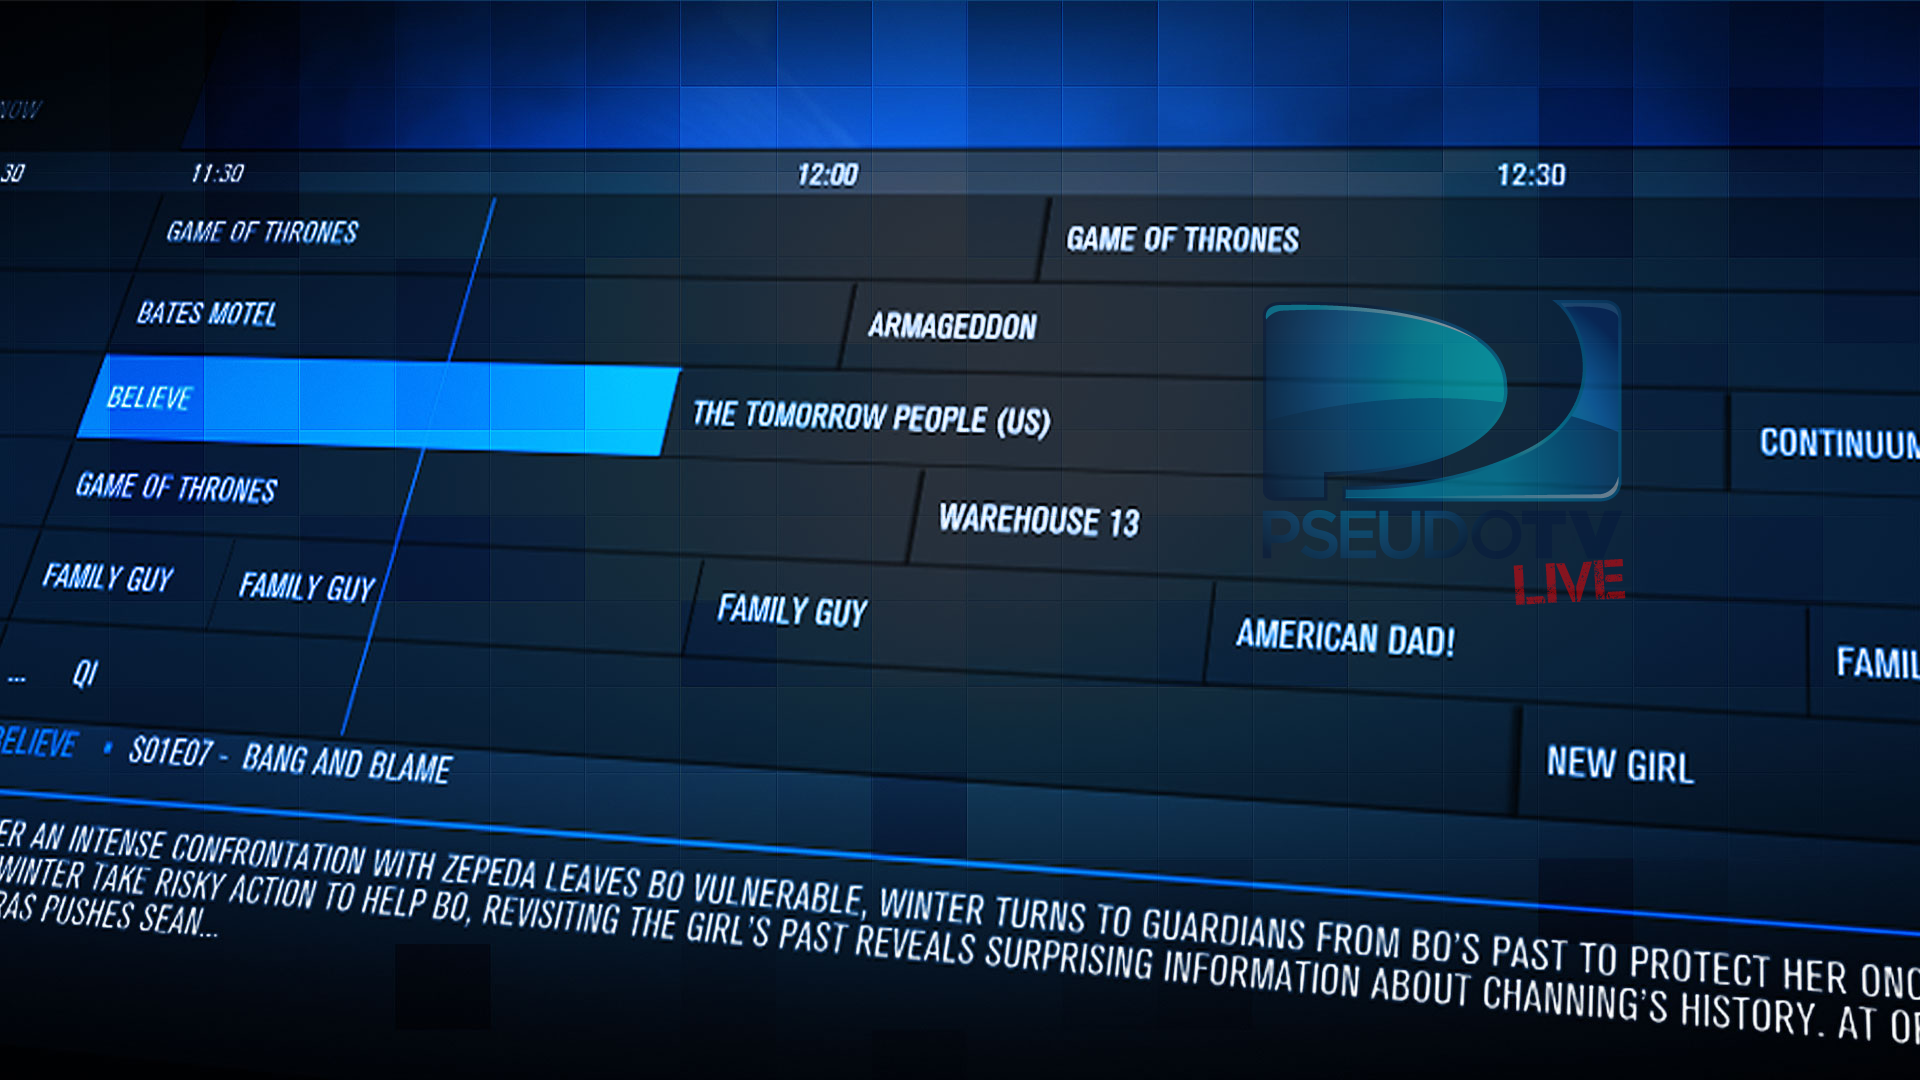 NOW
30 11:30 12:00 12:30
GAME OF THRONES GAME OF THRONES
BATES MOTEL ARMAGEDDON
BELIEVE THE TOMORROW PEOPLE (US) CONTINUUM
GAME OF THRONES WAREHOUSE 13
FAMILY GUY FAMILY GUY FAMILY GUY AMERICAN DAD! FAMIL
... QI NEW GIRL
PSEUDOTV
LIVE
BELIEVE • S01E07 - BANG AND BLAME
ER AN INTENSE CONFRONTATION WITH ZEPEDA LEAVES BO VULNERABLE, WINTER TURNS TO GUARDIANS FROM BO'S PAST TO PROTECT HER ONC
WINTER TAKE RISKY ACTION TO HELP BO, REVISITING THE GIRL'S PAST REVEALS SURPRISING INFORMATION ABOUT CHANNING'S HISTORY. AT
RAS PUSHES SEAN...